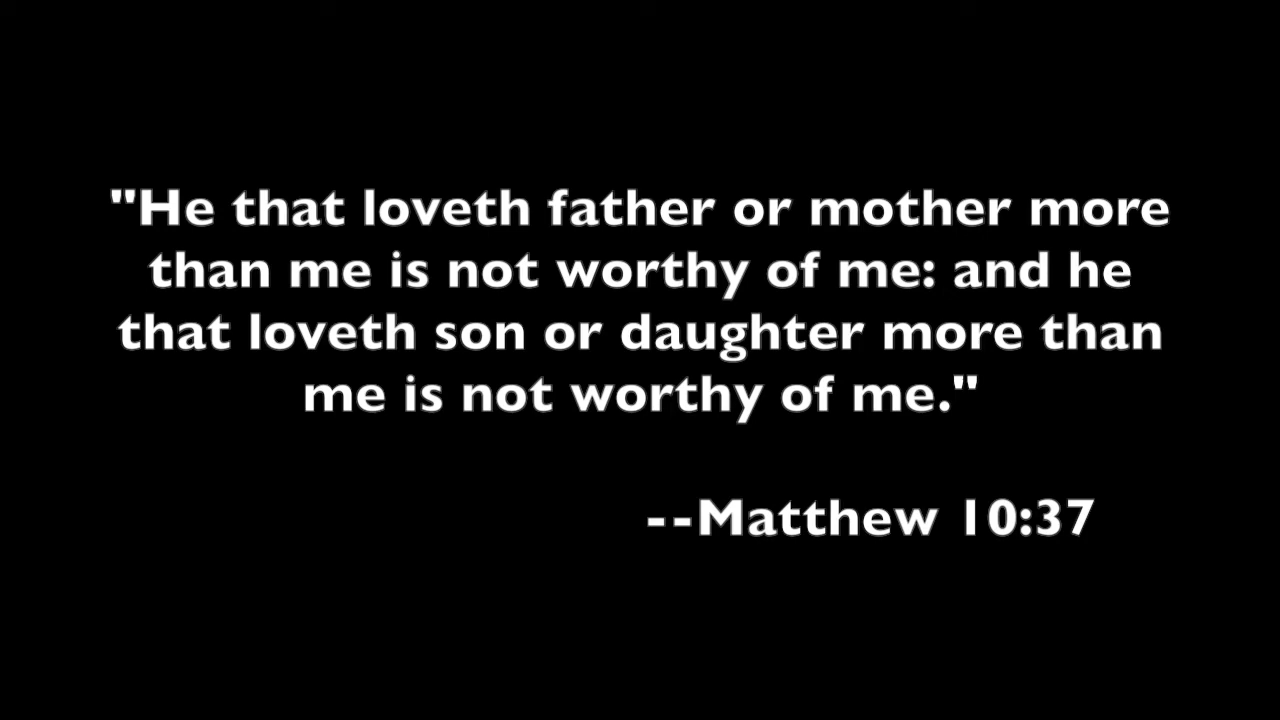 "He that loveth father or mother more
than me is not worthy of me: and he
that loveth son or daughter more than
me is not worthy of me."
--Matthew 10:37